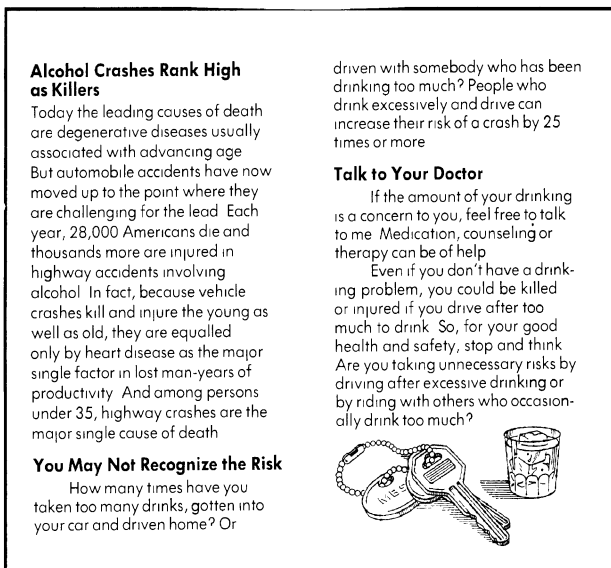 Alcohol Crashes Rank High
as Killers
Today the leading causes of death
are degenerative diseases usually
associated with advancing age
But automobile accidents have now
moved up to the point where they
are challenging for the lead Each
year, 28,000 Americans die and
thousands more are injured in
highway accidents involving
alcohol In fact, because vehicle
crashes kill and injure the young as
well as old, they are equalled
only by heart disease as the major
single factor in lost man-years of
productivity And among persons
under 35, highway crashes are the
major single cause of death
You May Not Recognize the Risk
How many times have you
taken too many drinks, gotten into
your car and driven home? Or
driven with somebody who has been
drinking too much? People who
drink excessively and drive can
increase their risk of a crash by 25
times or more
Talk to Your Doctor
If the amount of your drinking
is a concern to you, feel free to talk
to me Medication, counseling or
therapy can be of help
Even if you don't have a drink-
ing problem, you could be killed
or injured if you drive after too
much to drink So, for your good
health and safety, stop and think
Are you taking unnecessary risks by
driving after excessive drinking or
by riding with others who occasion-
ally drink too much?